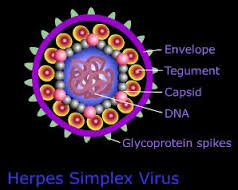 Envelope
Tegument
Capsid
DNA
Glycoprotein spikes
Herpes Simplex Virus